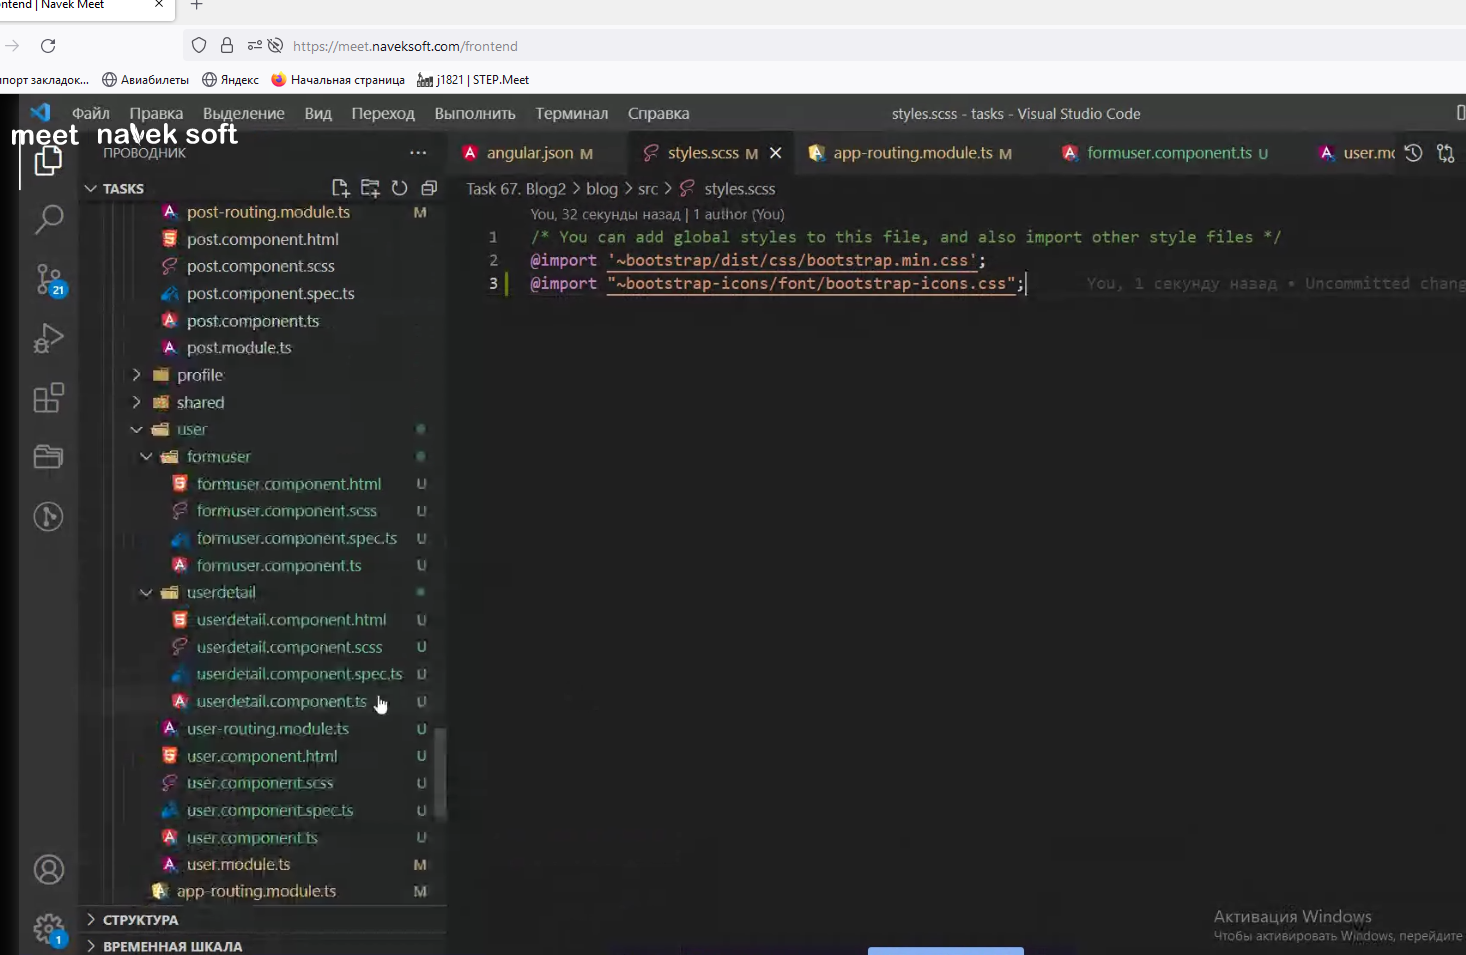 ntend | Navek Meet
https://meet.naveksoft.com/frontend
порт закладок...
Авиабилеты
Яндекс
Начальная страница
j1821 | STEP.Meet
Файл Правка Выделение Вид Переход Выполнить Терминал Справка
styles.scss - tasks - Visual Studio Code
meet navek soft
ПРОВОДНИК
angular.json M
styles.scss M
app-routing.module.ts M
formuser.component.ts U
user.mo
TASKS
Task 67. Blog2 > blog > src > styles.scss
You, 32 секунды назад | 1 author (You)
1 /* You can add global styles to this file, and also import other style files */
2 @import '~bootstrap/dist/css/bootstrap.min.css';
3 @import "~bootstrap-icons/font/bootstrap-icons.css";
You, 1 секунду назад • Uncommitted chang
post-routing.module.ts M
post.component.html
post.component.scss
21
post.component.spec.ts
post.component.ts
post.module.ts
profile
shared
user
formuser
formuser.component.html U
formuser.component.scss U
formuser.component.spec.ts U
formuser.component.ts U
userdetail
userdetail.component.html U
userdetail.component.scss U
userdetail.component.spec.ts U
userdetail.component.ts U
user-routing.module.ts U
user.component.html U
user.component.scss U
user.component.spec.ts U
user.component.ts U
user.module.ts M
app-routing.module.ts M
СТРУКТУРА
1
ВРЕМЕННАЯ ШКАЛА
Активация Windows
Чтобы активировать Windows, перейдите